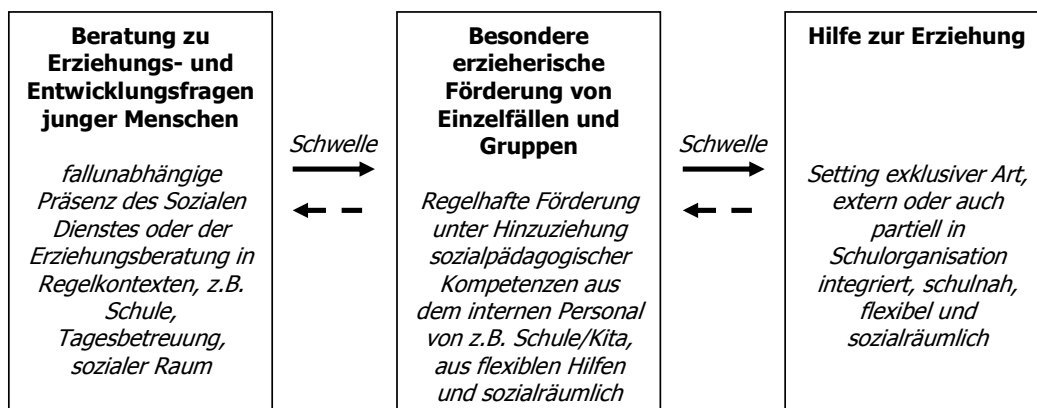 Beratung zu
Erziehungs- und
Entwicklungsfragen
junger Menschen
fallunabhängige
Präsenz des Sozialen
Dienstes oder der
Erziehungsberatung in
Regelkontexten, z.B.
Schule,
Tagesbetreuung,
sozialer Raum
Schwelle
Besondere
erzieherische
Förderung von
Einzelfällen und
Gruppen
Regelhafte Förderung
unter Hinzuziehung
sozialpädagogischer
Kompetenzen aus
dem internen Personal
von z.B. Schule/Kita,
aus flexiblen Hilfen
und sozialräumlich
Schwelle
Hilfe zur Erziehung
Setting exklusiver Art,
extern oder auch
partiell in
Schulorganisation
integriert, schulnah,
flexibel und
sozialräumlich